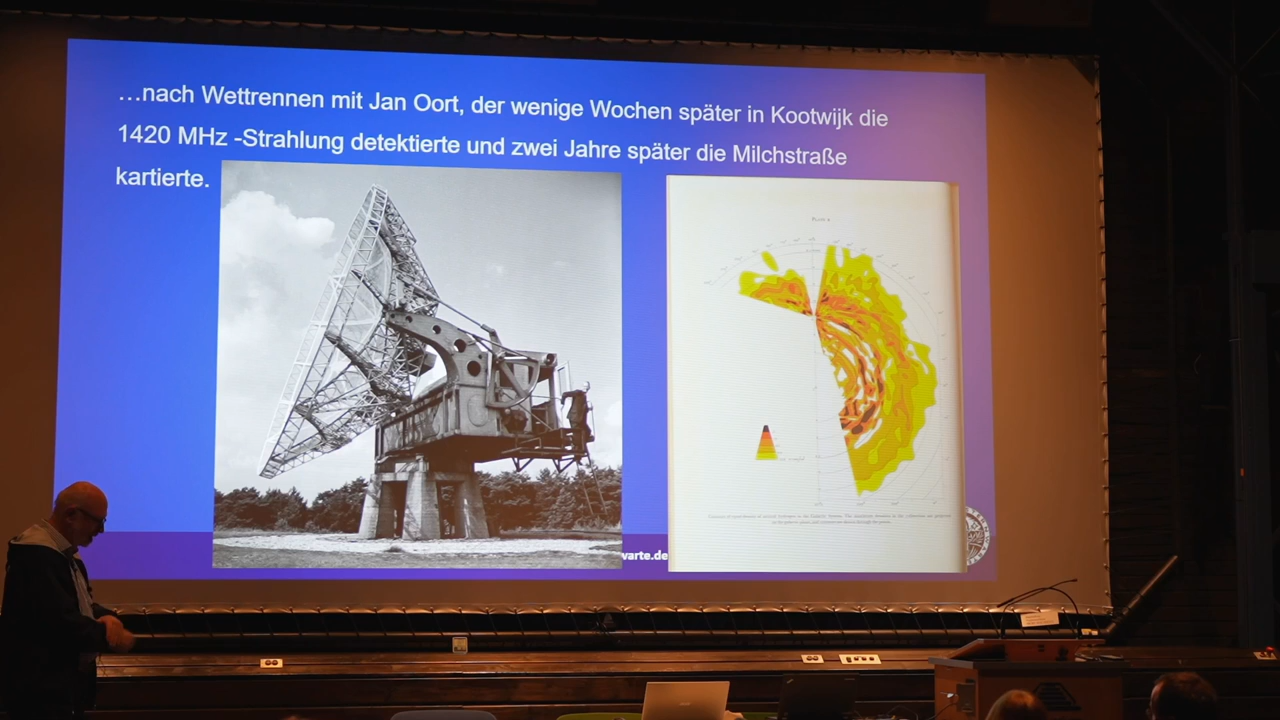 …nach Wettrennen mit Jan Oort, der wenige Wochen später in Kootwijk die
1420 MHz -Strahlung detektierte und zwei Jahre später die Milchstraße
kartierte.
warte.de